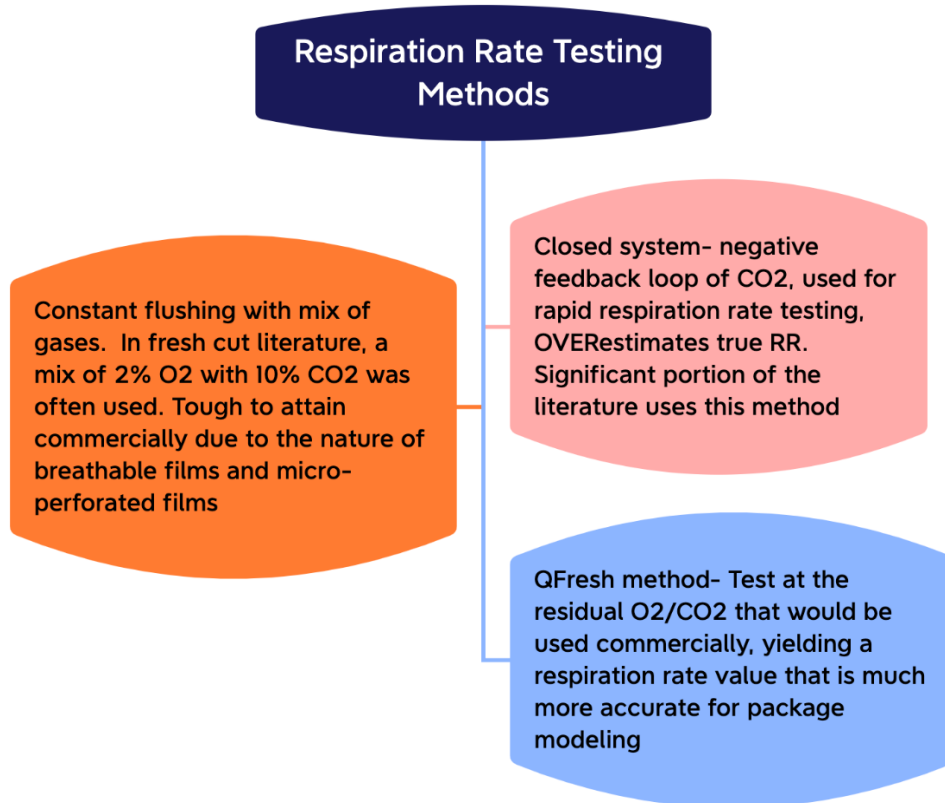 Respiration Rate Testing
Methods
Constant flushing with mix of
gases.  In fresh cut literature, a
mix of 2% O2 with 10% CO2 was
often used. Tough to attain
commercially due to the nature of
breathable films and micro-
perforated films
Closed system- negative
feedback loop of CO2, used for
rapid respiration rate testing,
OVERestimates true RR.
Significant portion of the
literature uses this method
QFresh method- Test at the
residual O2/CO2 that would be
used commercially, yielding a
respiration rate value that is much
more accurate for package
modeling